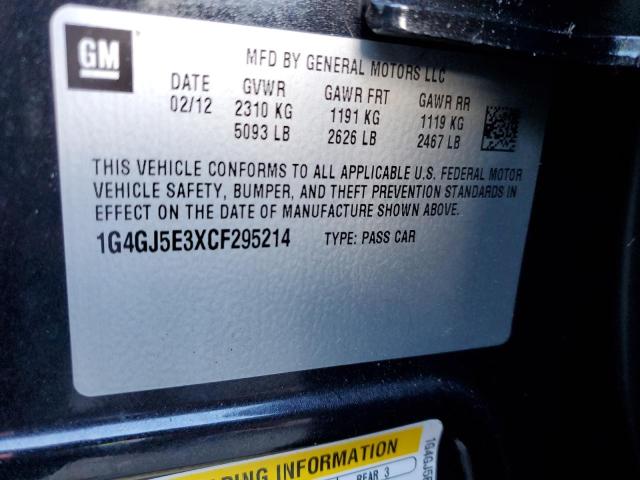 GM
MFD BY GENERAL MOTORS LLC
DATE GVWR GAWR FRT GAWR RR
02/12 2310 KG 1191 KG 1119 KG
5093 LB 2626 LB 2467 LB
THIS VEHICLE CONFORMS TO ALL APPLICABLE U.S. FEDERAL MOTOR
VEHICLE SAFETY, BUMPER, AND THEFT PREVENTION STANDARDS IN
EFFECT ON THE DATE OF MANUFACTURE SHOWN ABOVE.
1G4GJ5E3XCF295214 TYPE: PASS CAR
INFORMATION
REAR 3
1G4GJ5